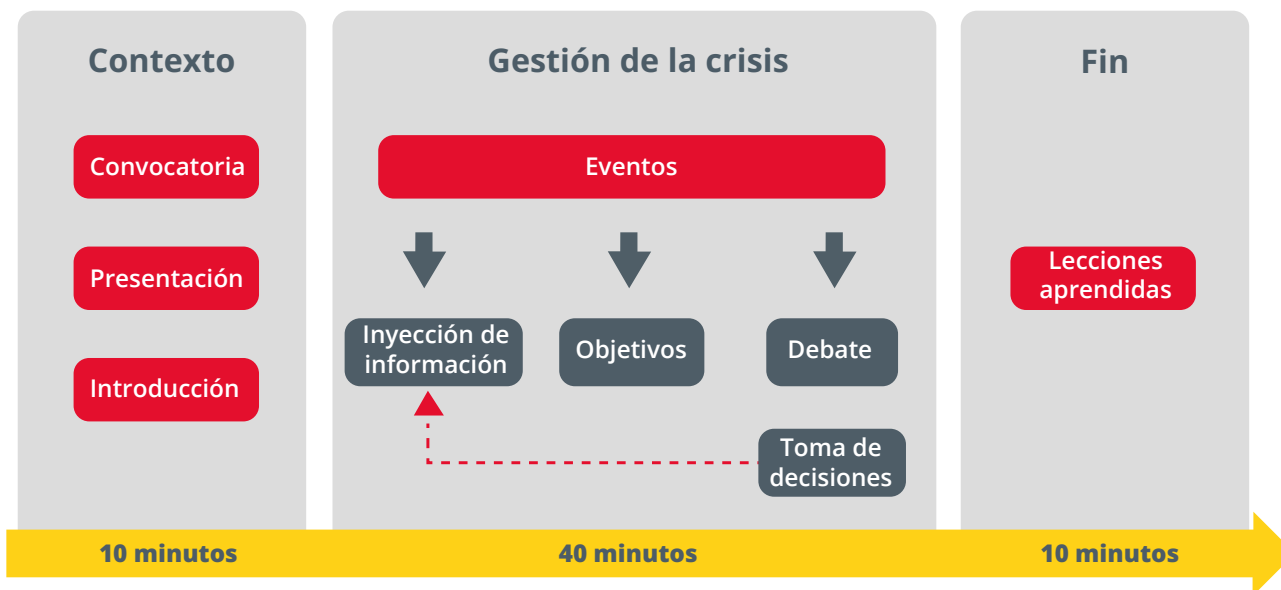 Contexto
Convocatoria
Presentación
Introducción
Gestión de la crisis
Eventos
Inyección de
información
Objetivos
Debate
Toma de
decisiones
Fin
Lecciones
aprendidas
10 minutos
40 minutos
10 minutos